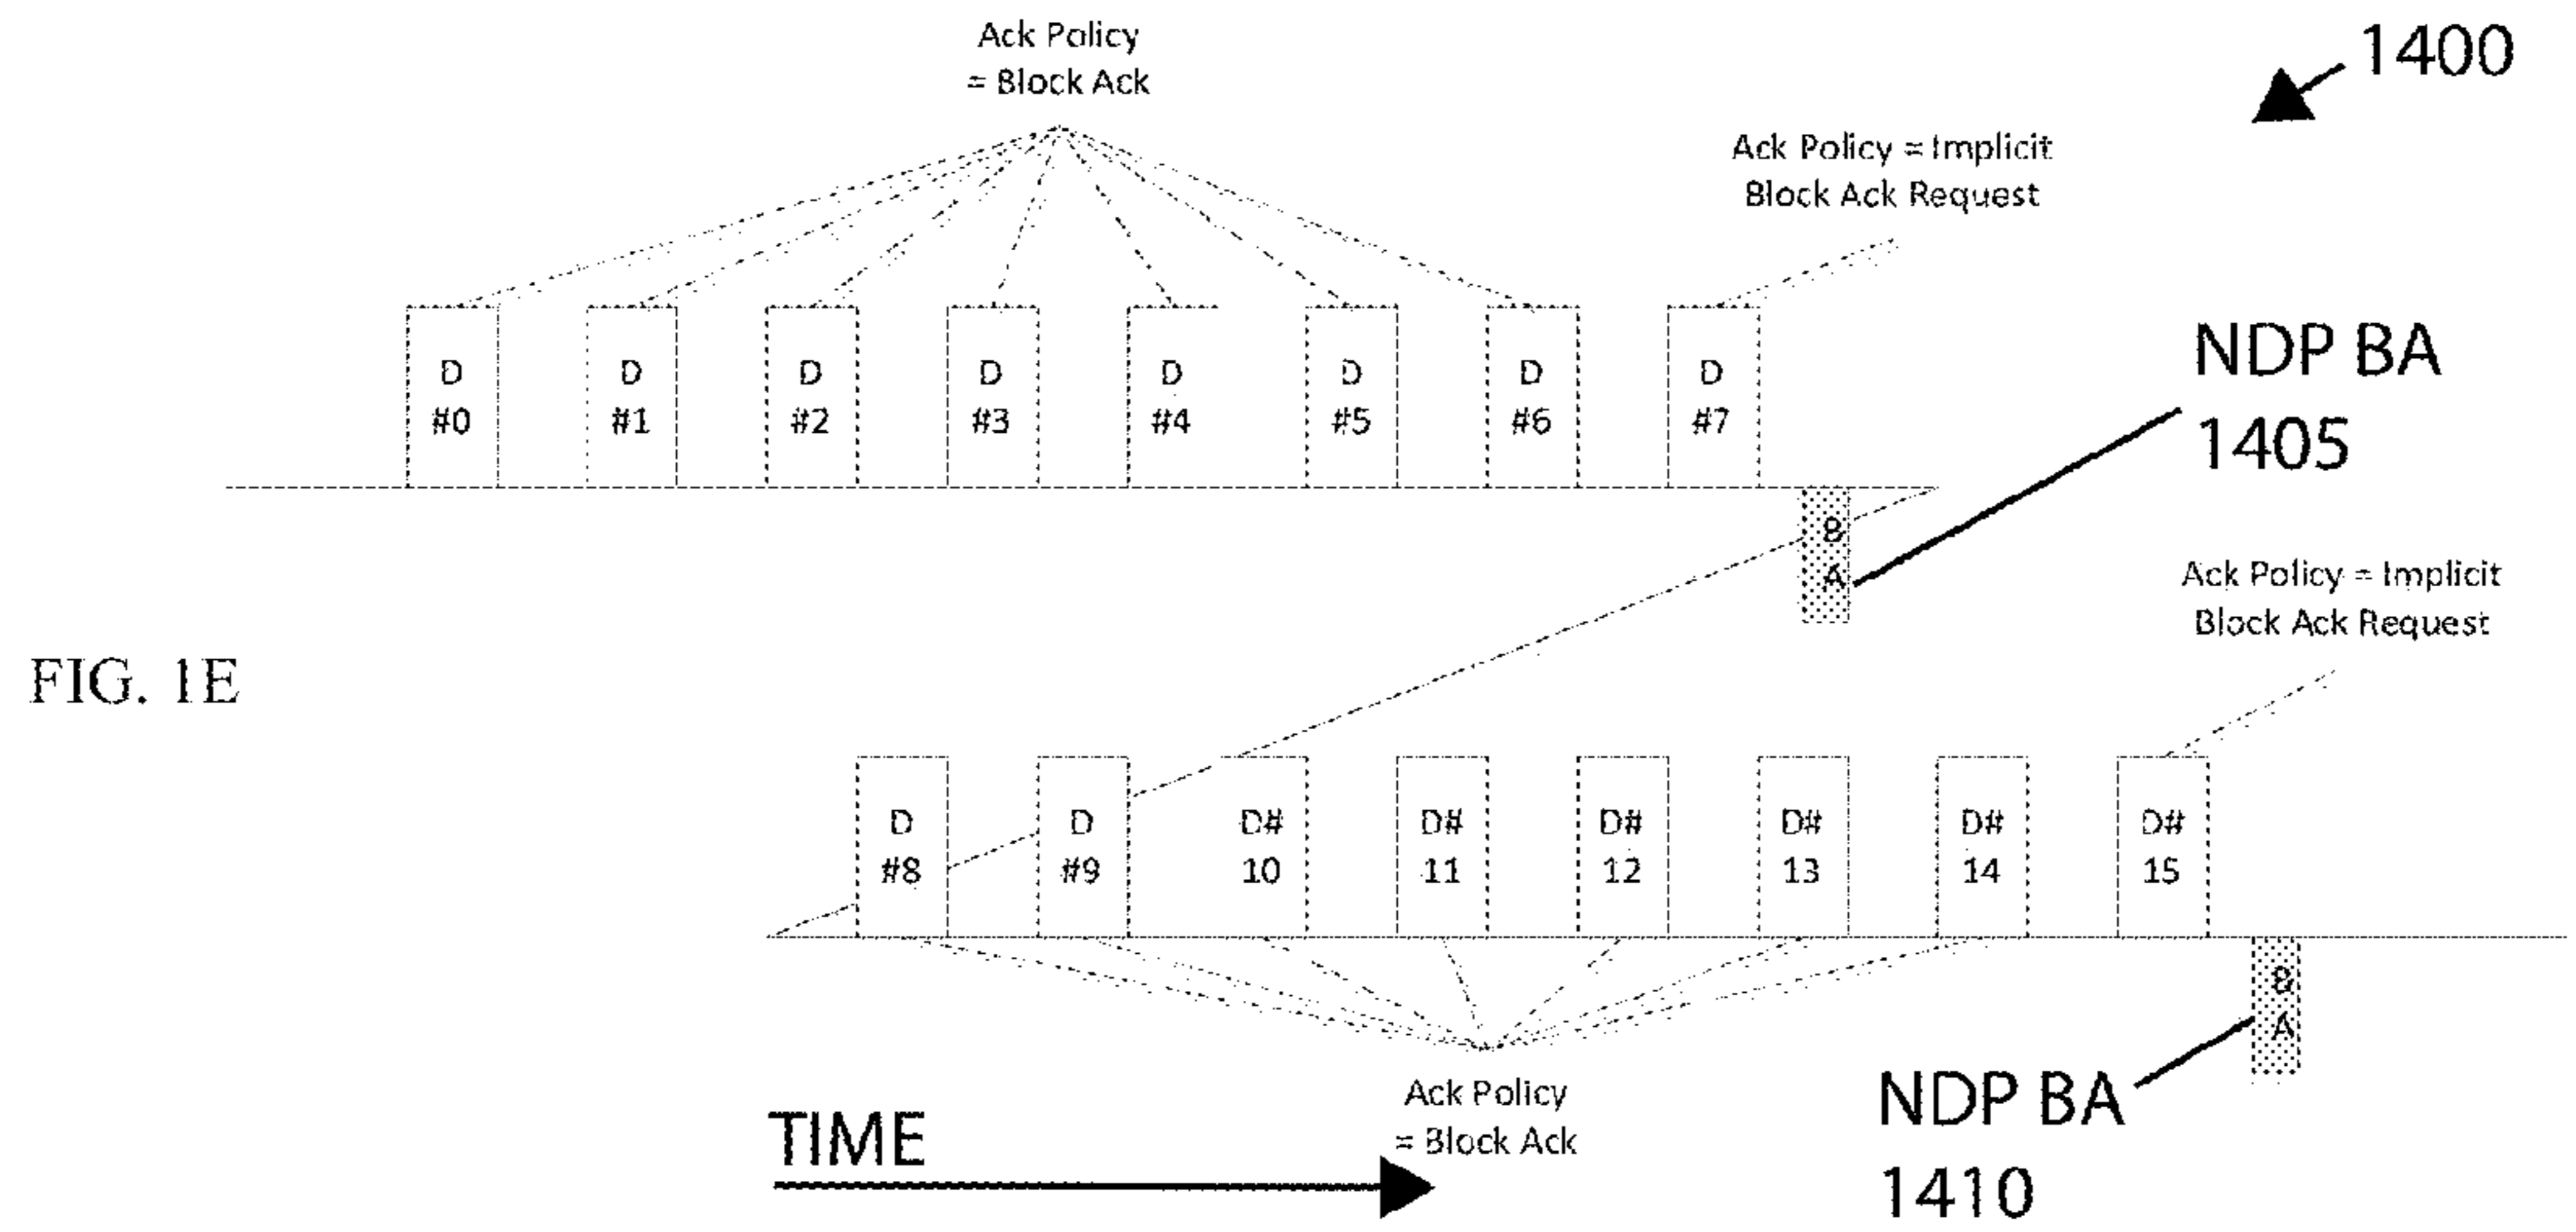 Ack Policy
= Block Ack
1400
Ack Policy = Implicit
Block Ack Request
D
#0
D
#1
D
#2
D
#3
D
#4
D
#5
D
#6
D
#7
NDP BA
1405
B
A
Ack Policy = Implicit
Block Ack Request
FIG. 1E
D
#8
D
#9
D#
10
D#
11
D#
12
D#
13
D#
14
D#
15
B
A
Ack Policy
= Block Ack
NDP BA
1410
TIME